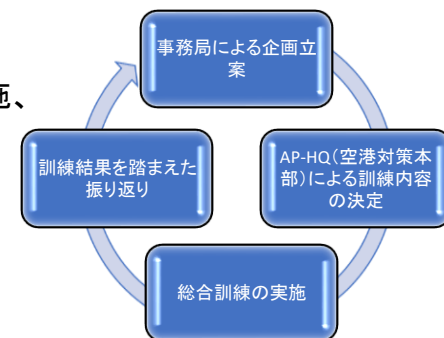 事務局による企画立
案
施、
訓練結果を踏まえた
振り返り
AP-HQ(空港対策本
部)による訓練内容
の決定
総合訓練の実施